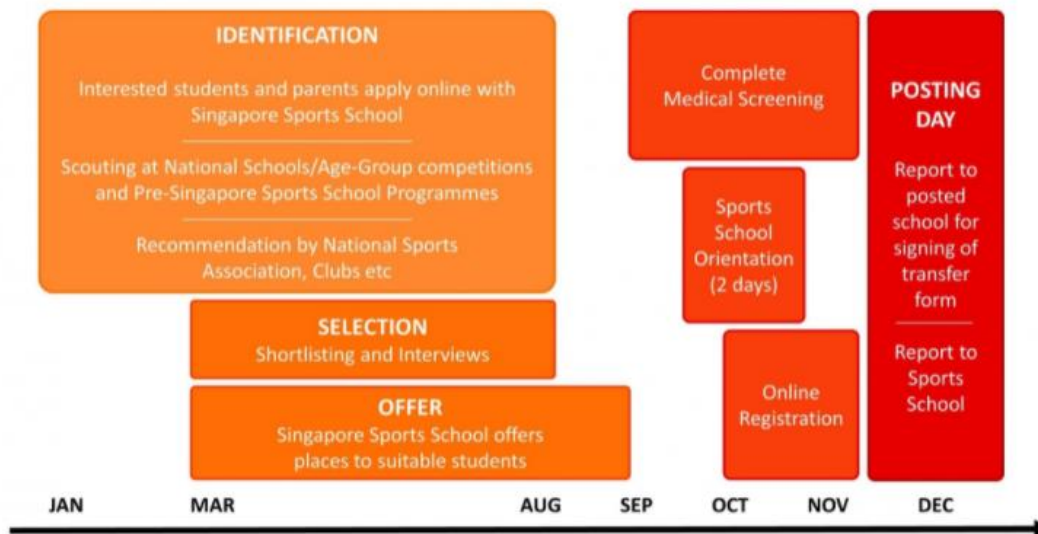 IDENTIFICATION
Interested students and parents apply online with
Singapore Sports School
Scouting at National Schools/Age-Group competitions
and Pre-Singapore Sports School Programmes
Recommendation by National Sports
Association, Clubs etc
SELECTION
Shortlisting and Interviews
OFFER
Singapore Sports School offers
places to suitable students
Complete
Medical Screening
Sports
School
Orientation
(2 days)
Online
Registration
POSTING
DAY
Report to
posted
school for
signing of
transfer
form
Report to
Sports
School
JAN MAR AUG SEP OCT NOV DEC